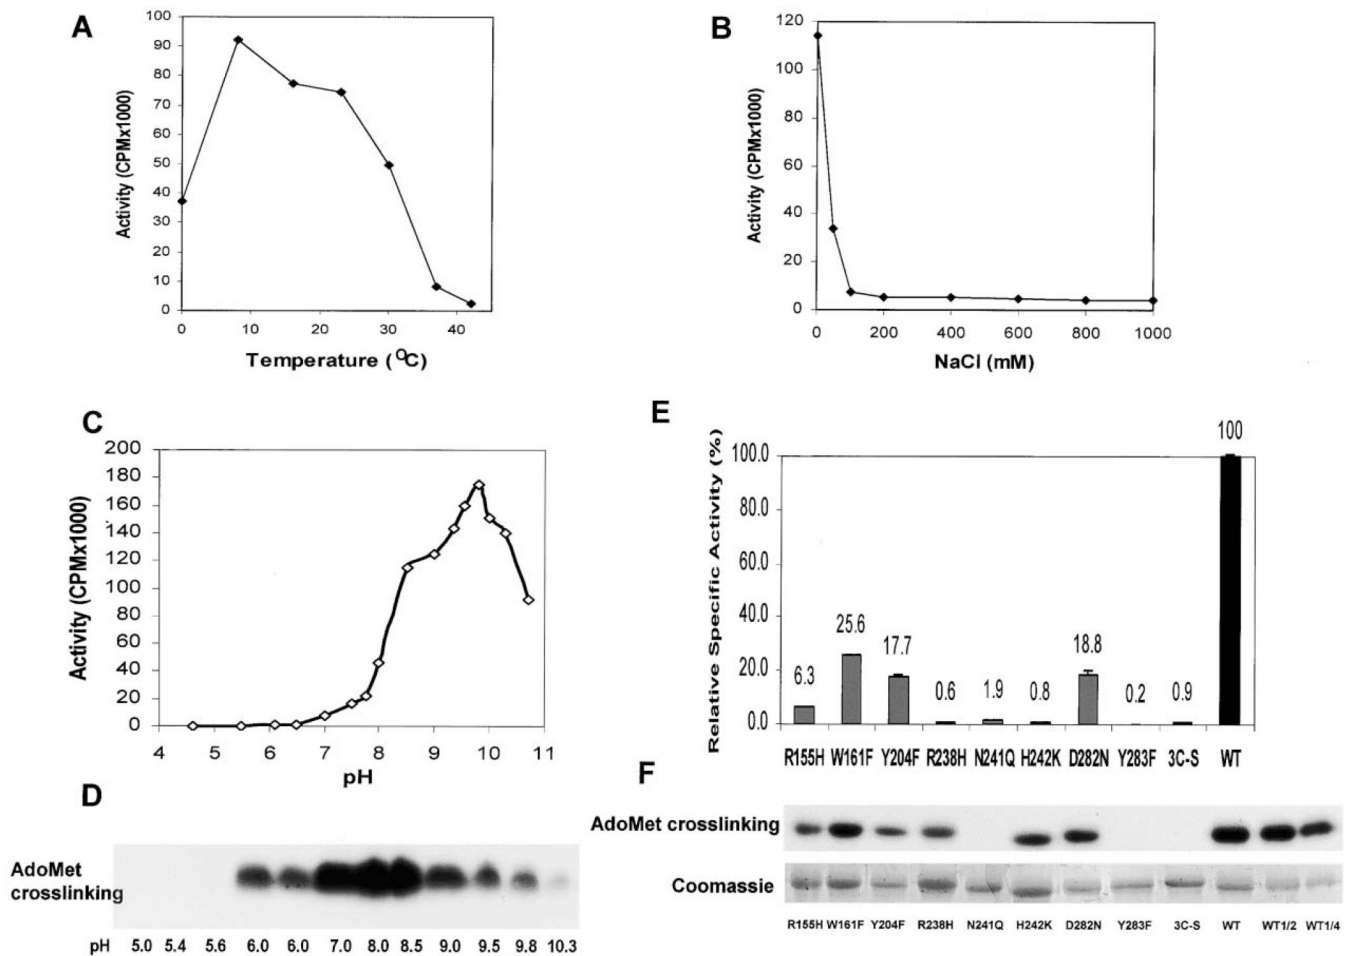 A
Activity (CPMx1000)
100
90
80
70
60
50
40
30
20
10
0
0 10 20 30 40
Temperature (OC)
B
Activity (CPMx1000)
120
100
80
60
40
20
0
0 200 400 600 800 1000
NaCl (mM)
C
Activity (CPMx1000)
200
180
160
140
120
100
80
60
40
20
0
4 5 6 7 8 9 10 11
pH
E
Relative Specific Activity (%)
100.0
80.0
60.0
40.0
20.0
0.0
6.3 25.6 17.7 0.6 1.9 0.8 18.8 0.2 0.9 100
R155H W161F Y204F R238H N241Q H242K D282N Y283F 3C-S WT
D
AdoMet
crosslinking
pH 5.0 5.4 5.6 6.0 6.0 7.0 8.0 8.5 9.0 9.5 9.8 10.3
F
AdoMet crosslinking
Coomassie
R155H W161F Y204F R238H N241Q H242K D282N Y283F 3C-S WT WT1/2 WT1/4